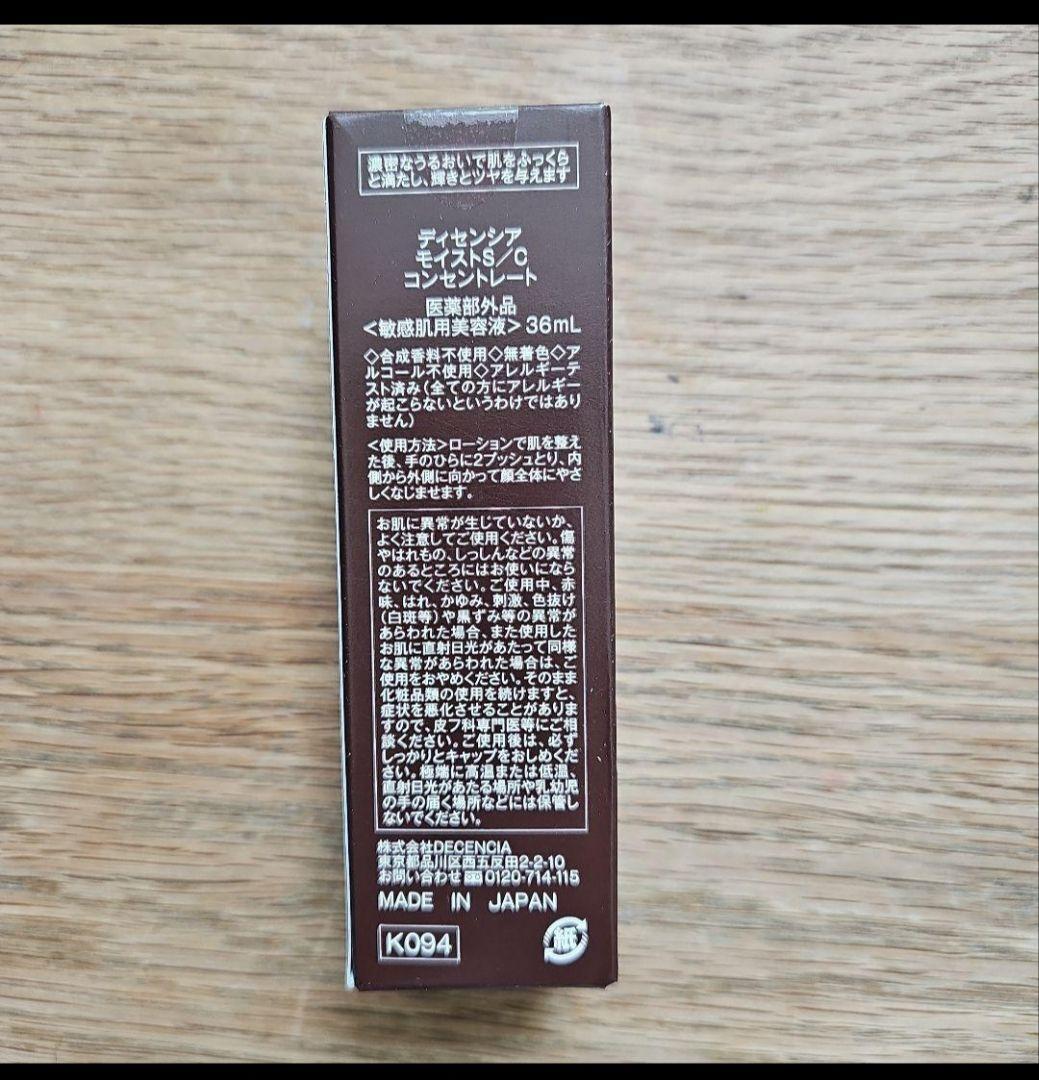 濃密なうるおいで肌をふっくら
と満たし、輝きとツヤを与えます
ディセンシア
モイストS／C
コンセントレート
医薬部外品
<敏感肌用美容液> 36mL
◇合成香料不使用◇無着色◇ア
ルコール不使用◇アレルギーテ
スト済み(全ての方にアレルギー
が起こらないというわけではあり
ません)
<使用方法>ローションで肌を整え
た後、手のひらに2プッシュとり、内
側から外側に向かって顔全体にやさ
しくなじませます。
お肌に異常が生じていないか、
よく注意してご使用ください。傷
やはれもの、しっしんなどの異常
のあるところにはお使いになら
ないでください。ご使用中、赤
味、はれ、かゆみ、刺激、色抜け
(白斑等)や黒ずみ等の異常が
あらわれた場合、また使用した
お肌に直射日光があたって同様
な異常があらわれた場合は、ご
使用をおやめください。そのまま
化粧品類の使用を続けますと、
症状を悪化させることがありま
すので、皮フ科専門医等にご相
談ください。ご使用後は、必ず
しっかりとキャップをおしめくだ
さい。極端に高温または低温、
直射日光があたる場所や乳幼児
の手の届く場所などには保管し
ないでください。
株式会社DECENCIA
東京都品川区西五反田2-2-10
お問い合わせ 0120-714-115
MADE IN JAPAN
K094
紙